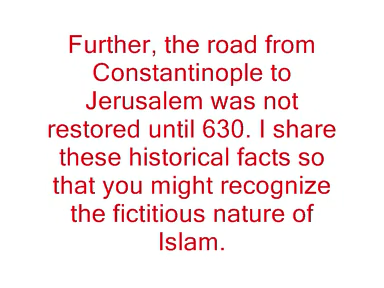 Further, the road from
Constantinople to
Jerusalem was not
restored until 630. I share
these historical facts so
that you might recognize
the fictitious nature of
Islam.